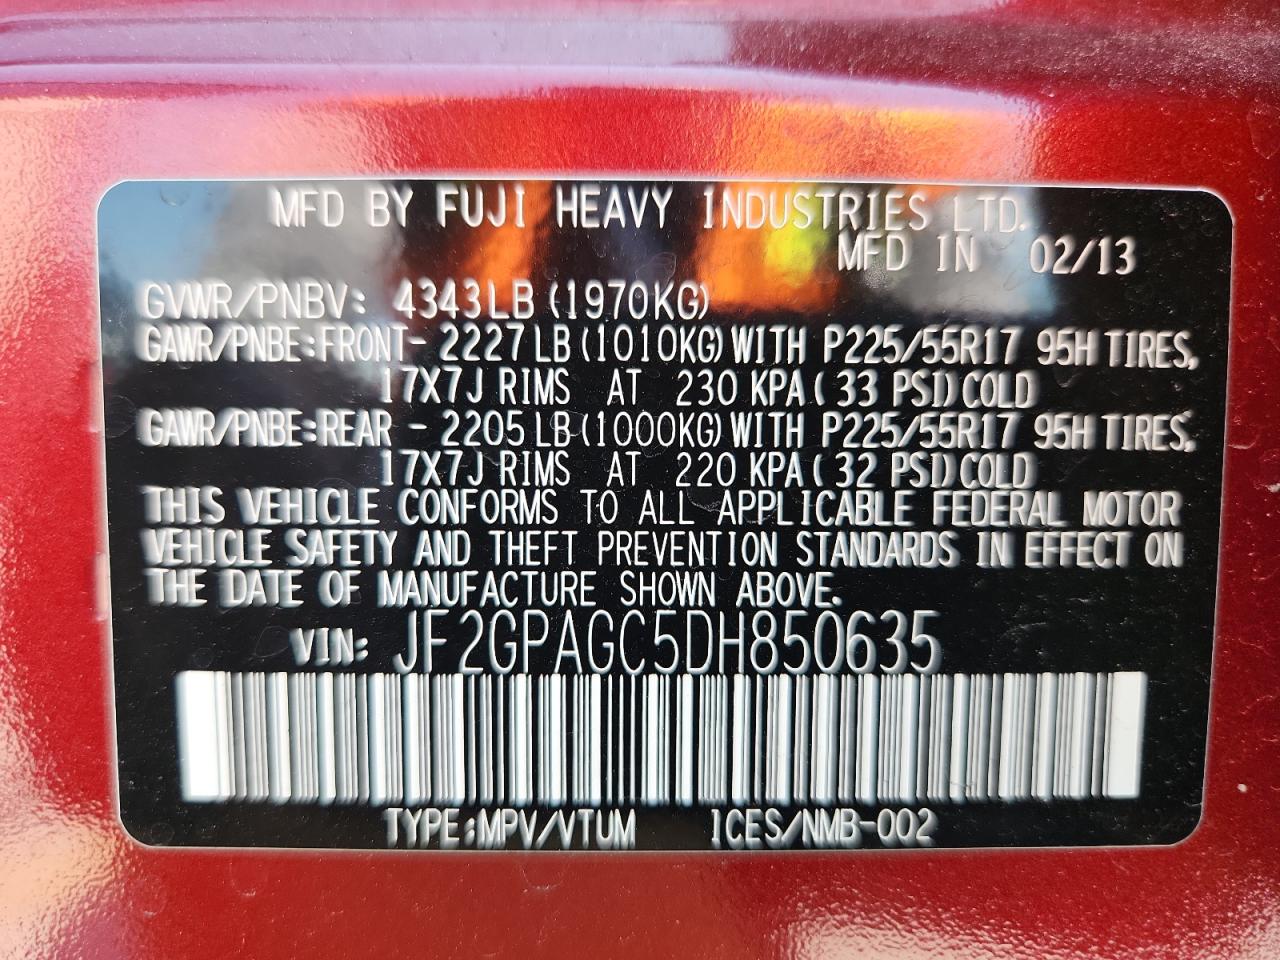 MFD BY FUJI HEAVY INDUSTRIES LTD.
MFD IN 02/13
GVWR/PNBV: 4343LB (1970KG)
GAWR/PNBE:FRONT- 2227LB(1010KG)WITH P225/55R17 95H TIRES,
17X7J RIMS AT 230 KPA( 33 PSI)COLD
GAWR/PNBE:REAR - 2205LB(1000KG)WITH P225/55R17 95H TIRES,
17X7J RIMS AT 220 KPA( 32 PSI)COLD
THIS VEHICLE CONFORMS TO ALL APPLICABLE FEDERAL MOTOR
VEHICLE SAFETY AND THEFT PREVENTION STANDARDS IN EFFECT ON
THE DATE OF MANUFACTURE SHOWN ABOVE.
VIN: JF2GPAGC5DH850635
TYPE:MPV/VTUM ICES/NMB-002